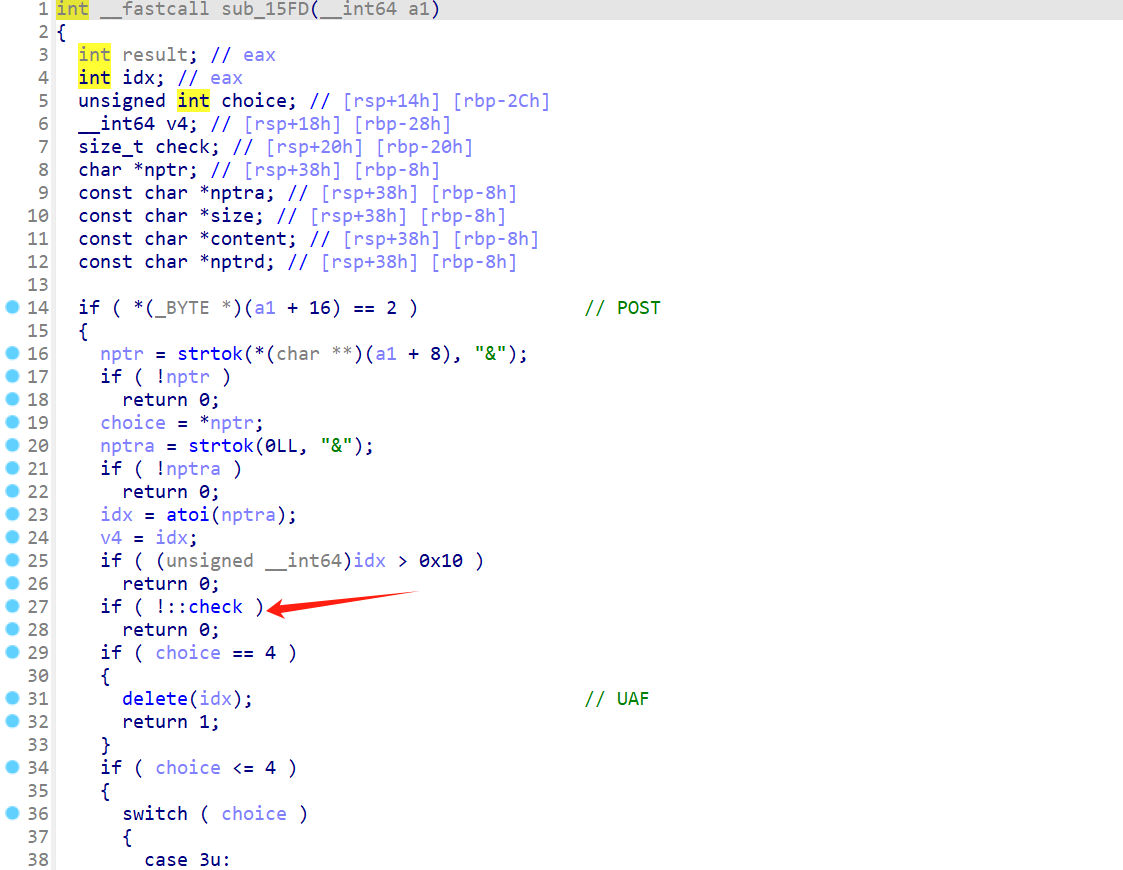 1 int __fastcall sub_15FD(__int64 a1)
2 {
3 int result; // eax
4 int idx; // eax
5 unsigned int choice; // [rsp+14h] [rbp-2Ch]
6 __int64 v4; // [rsp+18h] [rbp-28h]
7 size_t check; // [rsp+20h] [rbp-20h]
8 char *nptr; // [rsp+38h] [rbp-8h]
9 const char *nptra; // [rsp+38h] [rbp-8h]
10 const char *size; // [rsp+38h] [rbp-8h]
11 const char *content; // [rsp+38h] [rbp-8h]
12 const char *nptrd; // [rsp+38h] [rbp-8h]
13
14 if ( *(_BYTE *)(a1 + 16) == 2 ) // POST
15 {
16 nptr = strtok(*(char **)(a1 + 8), "&");
17 if ( !nptr )
18 return 0;
19 choice = *nptr;
20 nptra = strtok(0LL, "&");
21 if ( !nptra )
22 return 0;
23 idx = atoi(nptra);
24 v4 = idx;
25 if ( (unsigned __int64)idx > 0x10 )
26 return 0;
27 if ( !::check )
28 return 0;
29 if ( choice == 4 )
30 {
31 delete(idx); // UAF
32 return 1;
33 }
34 if ( choice <= 4 )
35 {
36 switch ( choice )
37 {
38 case 3u: